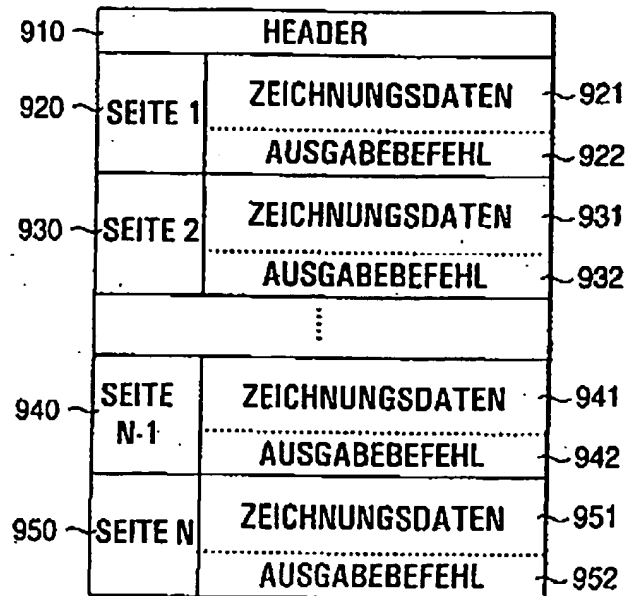 910 HEADER
ZEICHNUNGSDATEN 921
920 SEITE 1
AUSGABEBEFEHL 922
ZEICHNUNGSDATEN 931
930 SEITE 2
AUSGABEBEFEHL 932
940 SEITE N-1
ZEICHNUNGSDATEN 941
AUSGABEBEFEHL 942
ZEICHNUNGSDATEN 951
950 SEITE N
AUSGABEBEFEHL 952